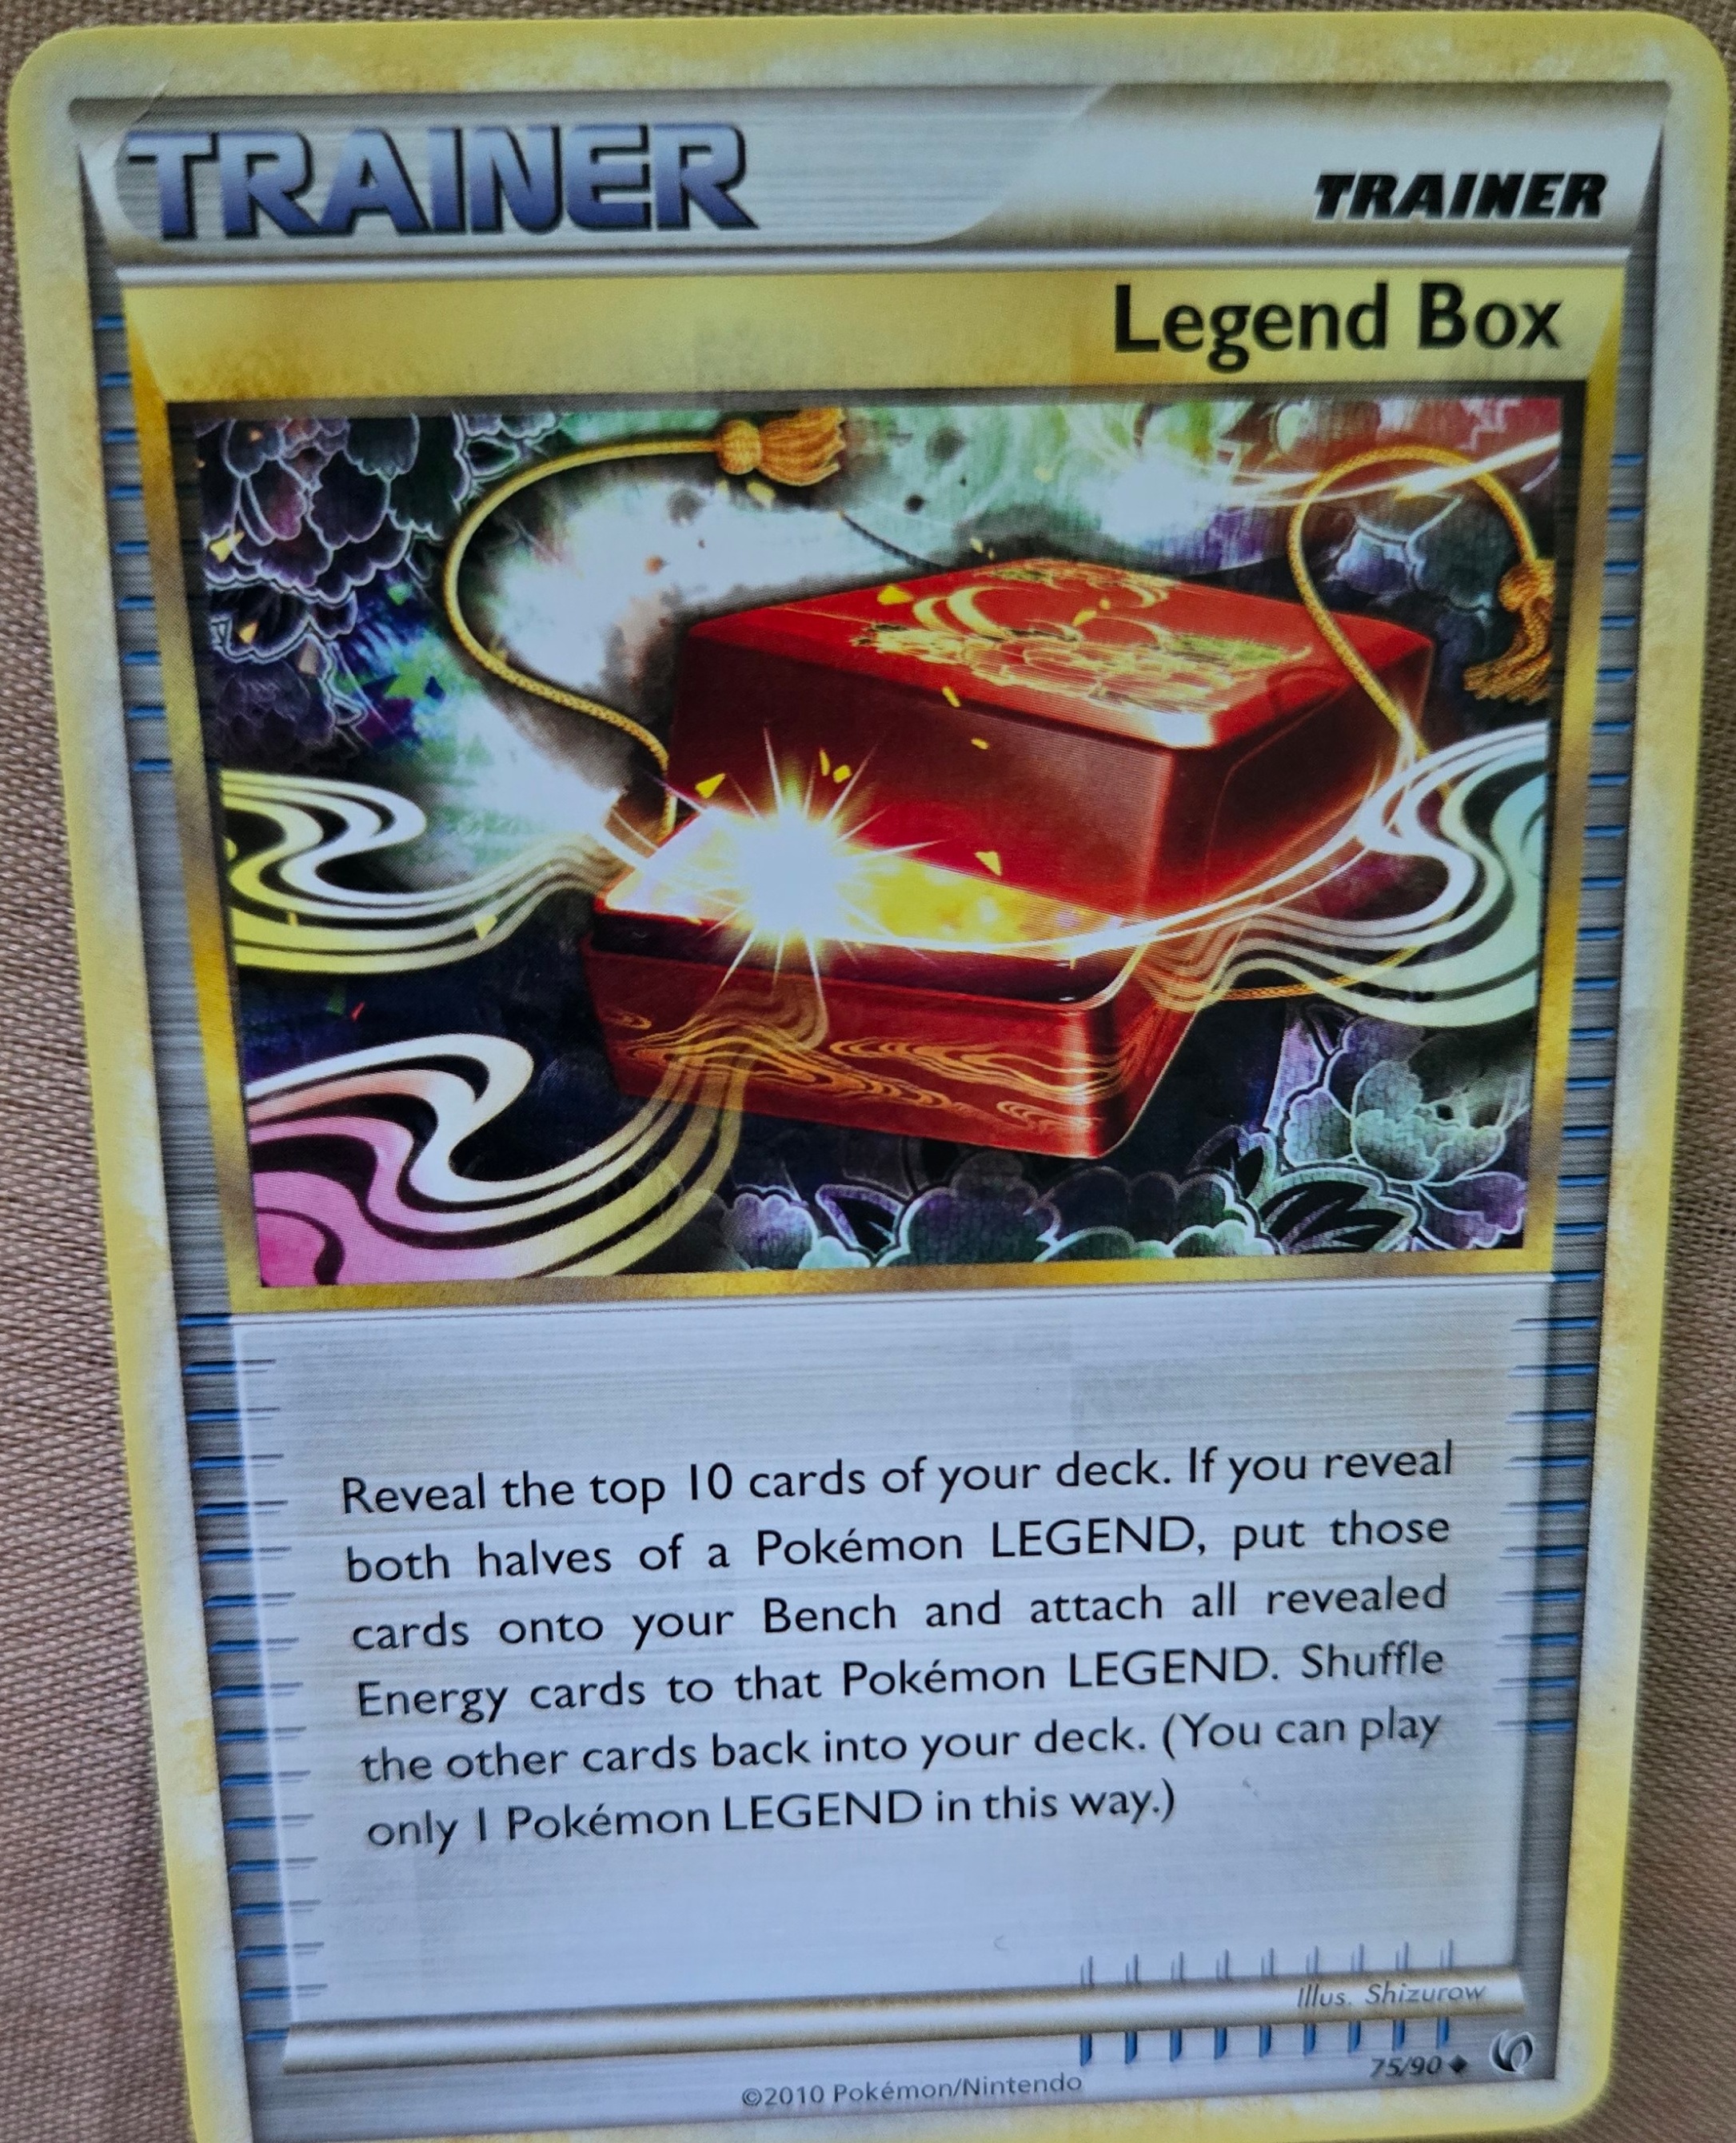 TRAINER
TRAINER
Legend Box
Reveal the top 10 cards of your deck. If you reveal
both halves of a Pokémon LEGEND, put those
cards onto your Bench and attach all revealed
Energy cards to that Pokémon LEGEND. Shuffle
the other cards back into your deck. (You can play
only 1 Pokémon LEGEND in this way.)
Illus. Shizurow
75/90
©2010 Pokémon/Nintendo